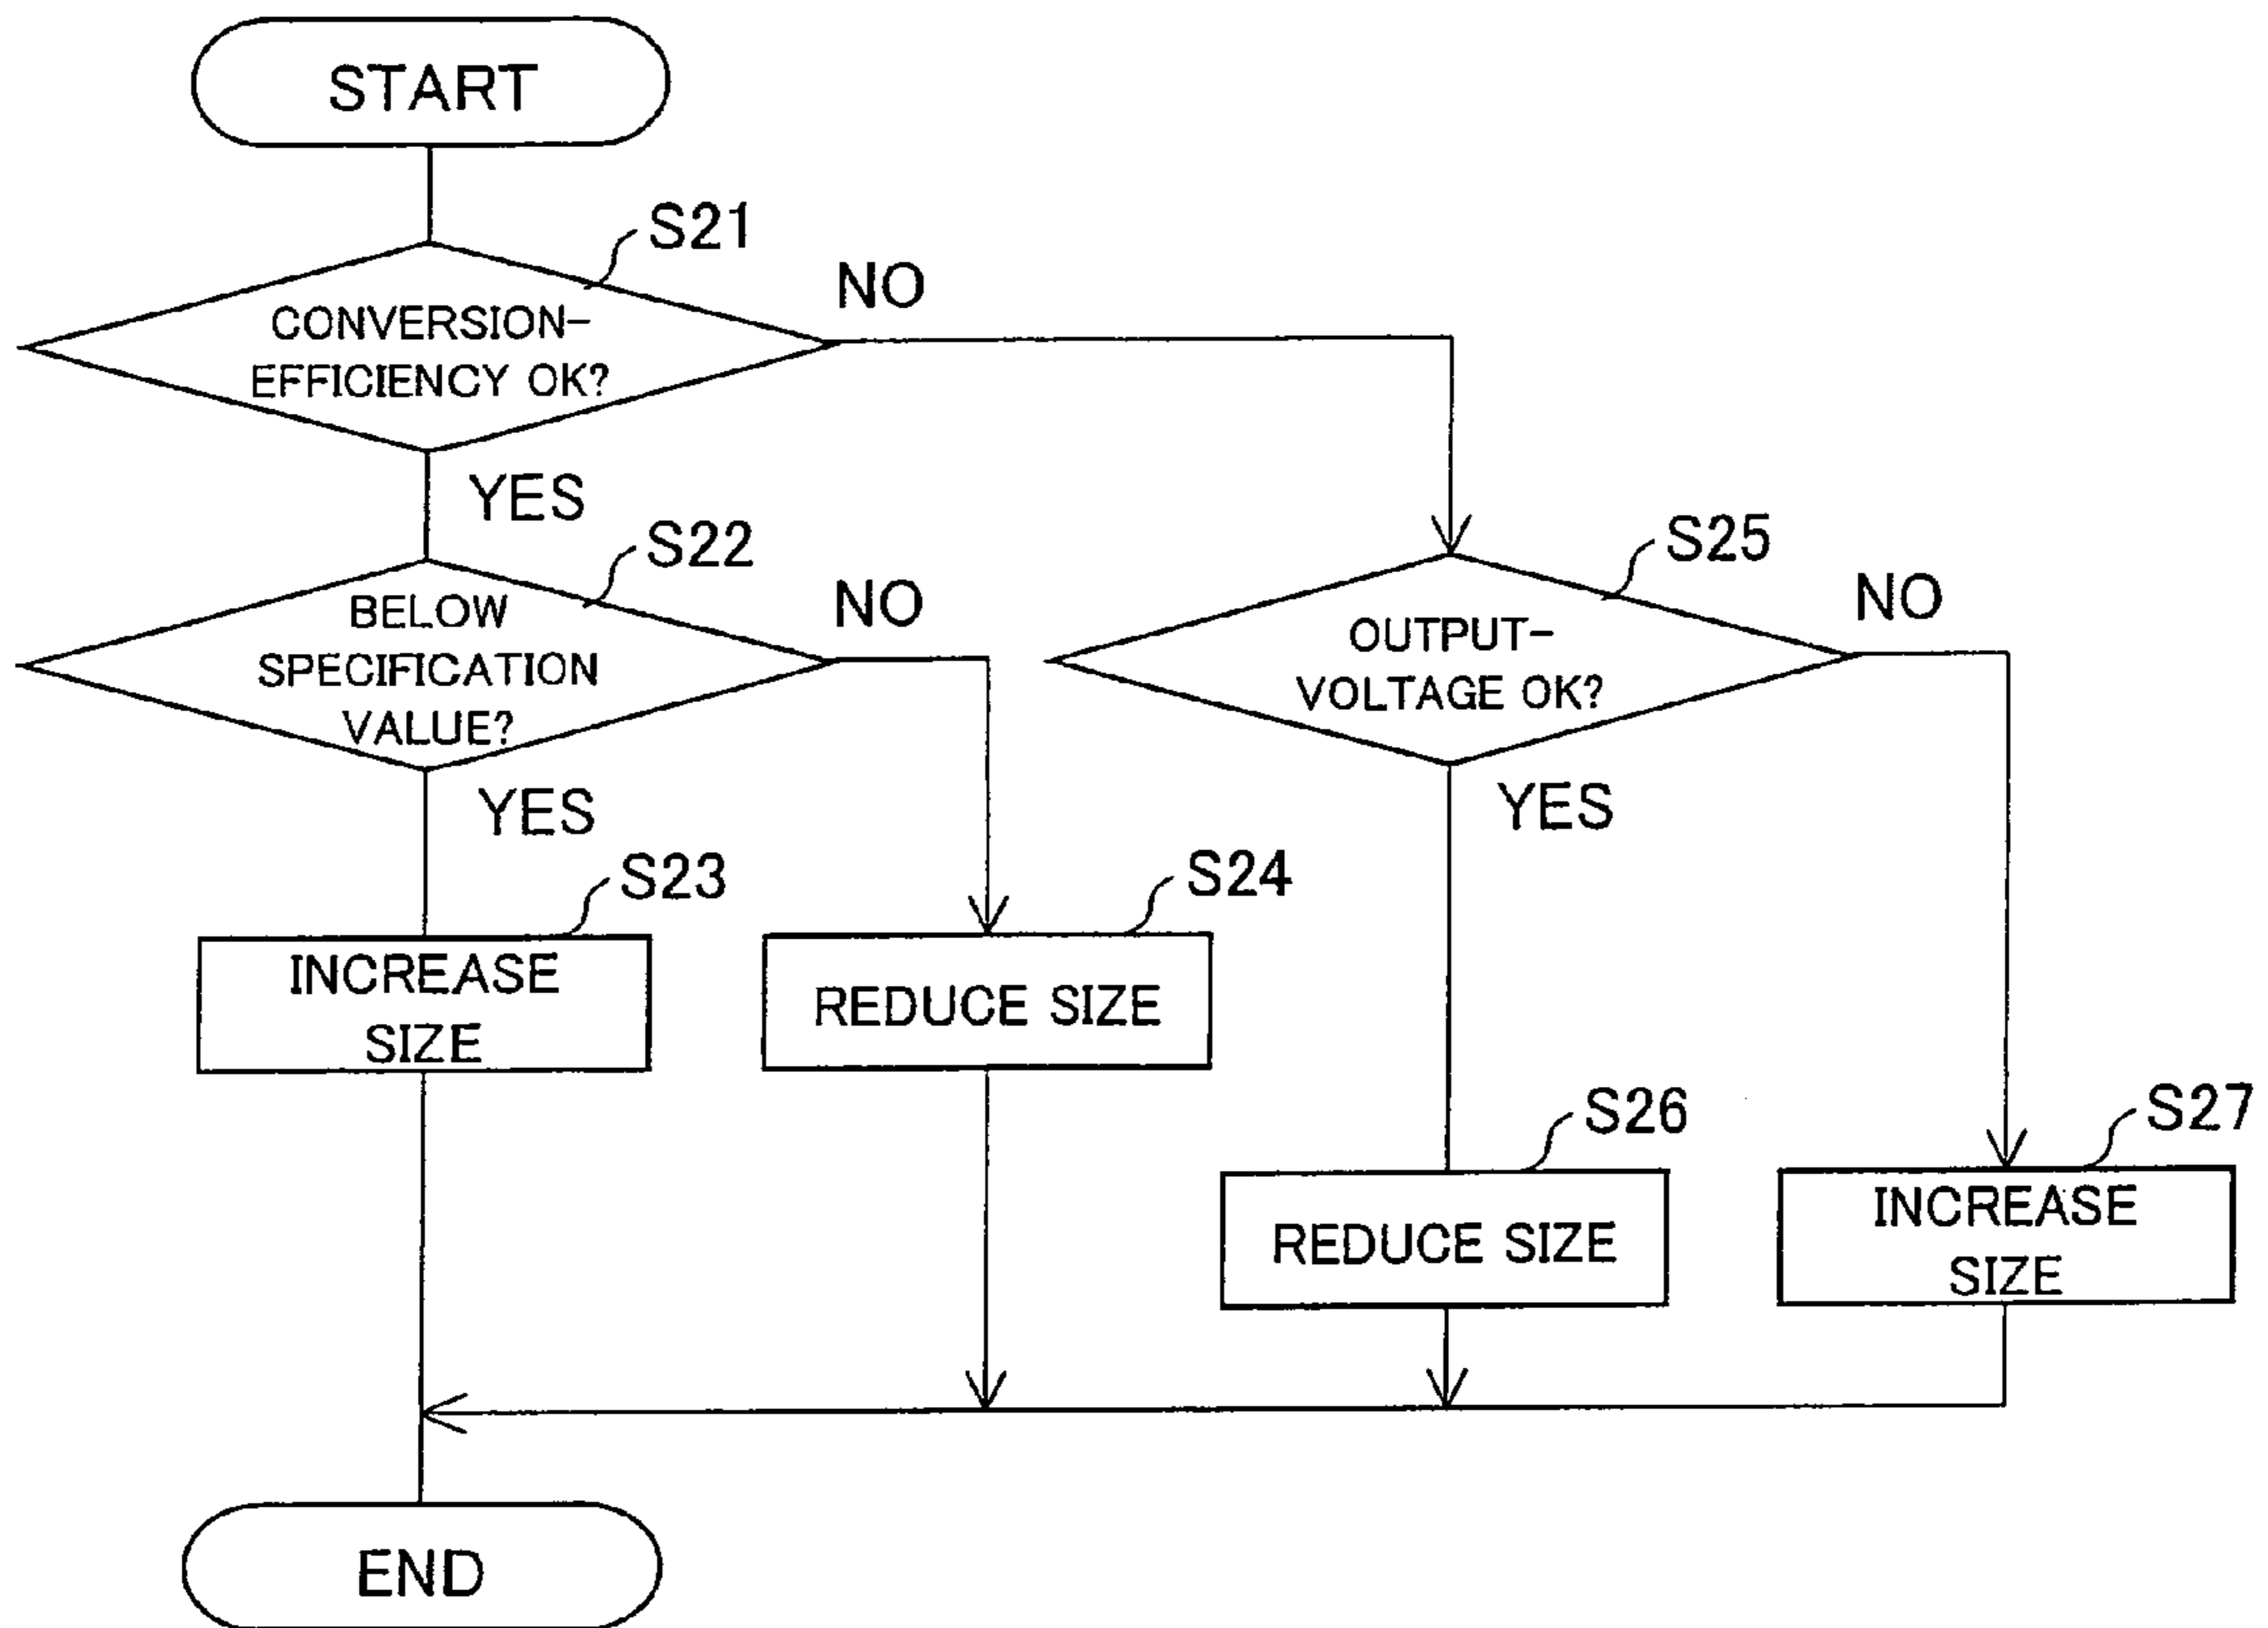 START
S21
CONVERSION-
EFFICIENCY OK?
NO
YES
S22
BELOW
SPECIFICATION
VALUE?
NO
YES
S25
OUTPUT-
VOLTAGE OK?
NO
YES
S23
INCREASE
SIZE
S24
REDUCE SIZE
S26
REDUCE SIZE
S27
INCREASE
SIZE
END